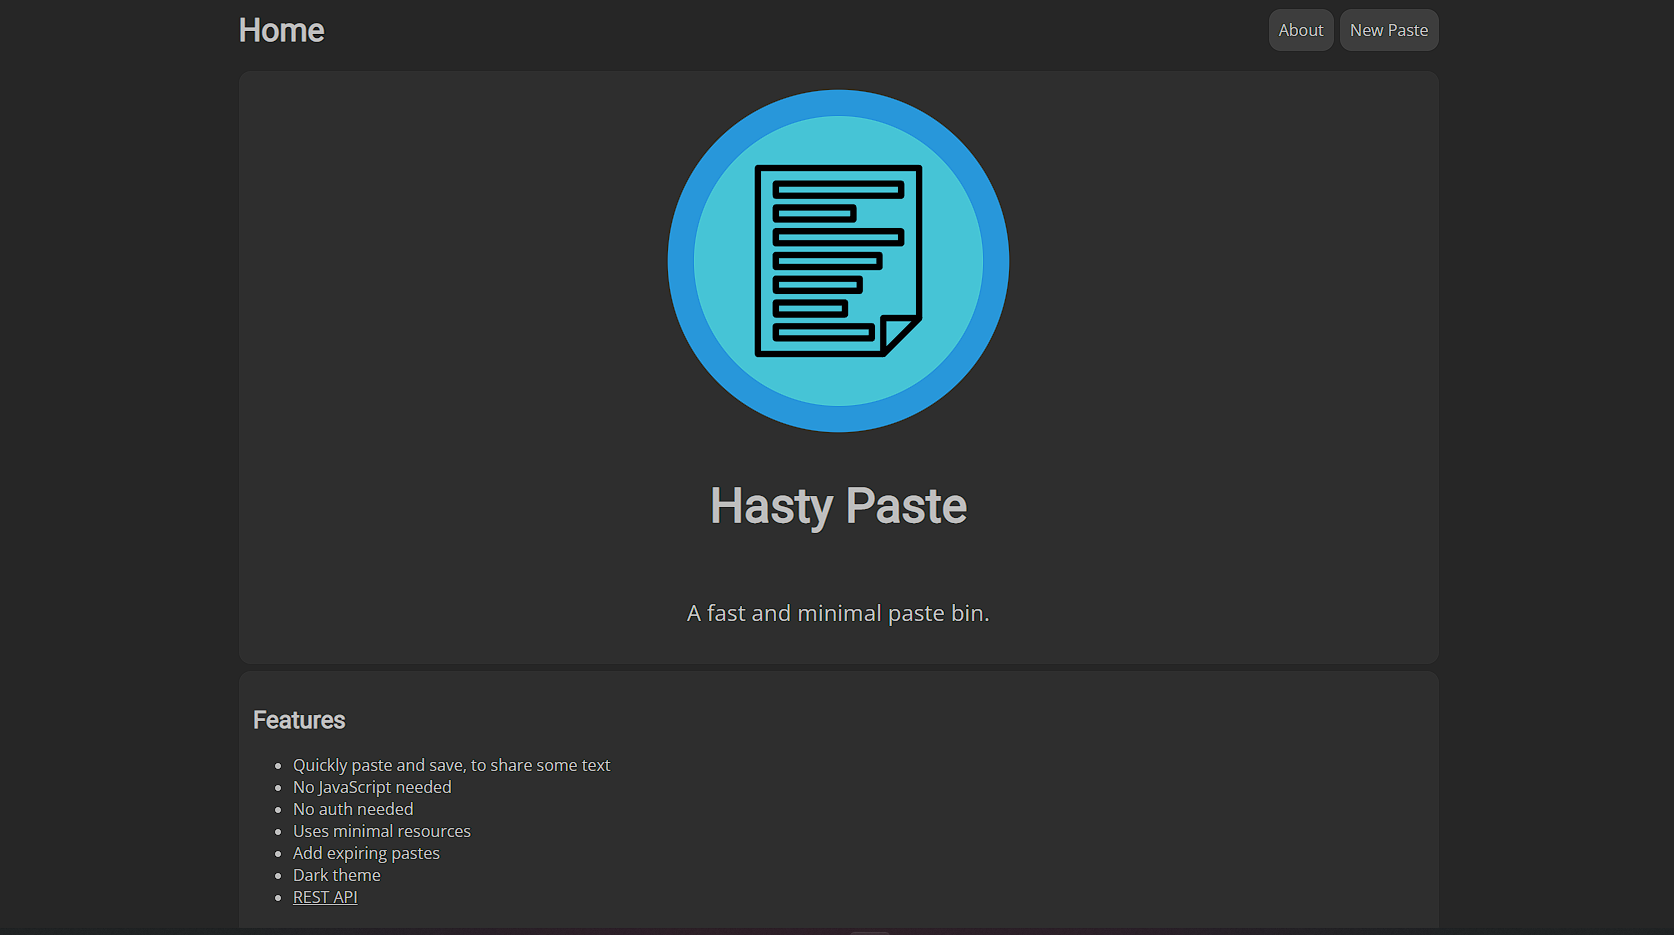 Home
About
New Paste
Hasty Paste
A fast and minimal paste bin.
Features
Quickly paste and save, to share some text
No JavaScript needed
No auth needed
Uses minimal resources
Add expiring pastes
Dark theme
REST API